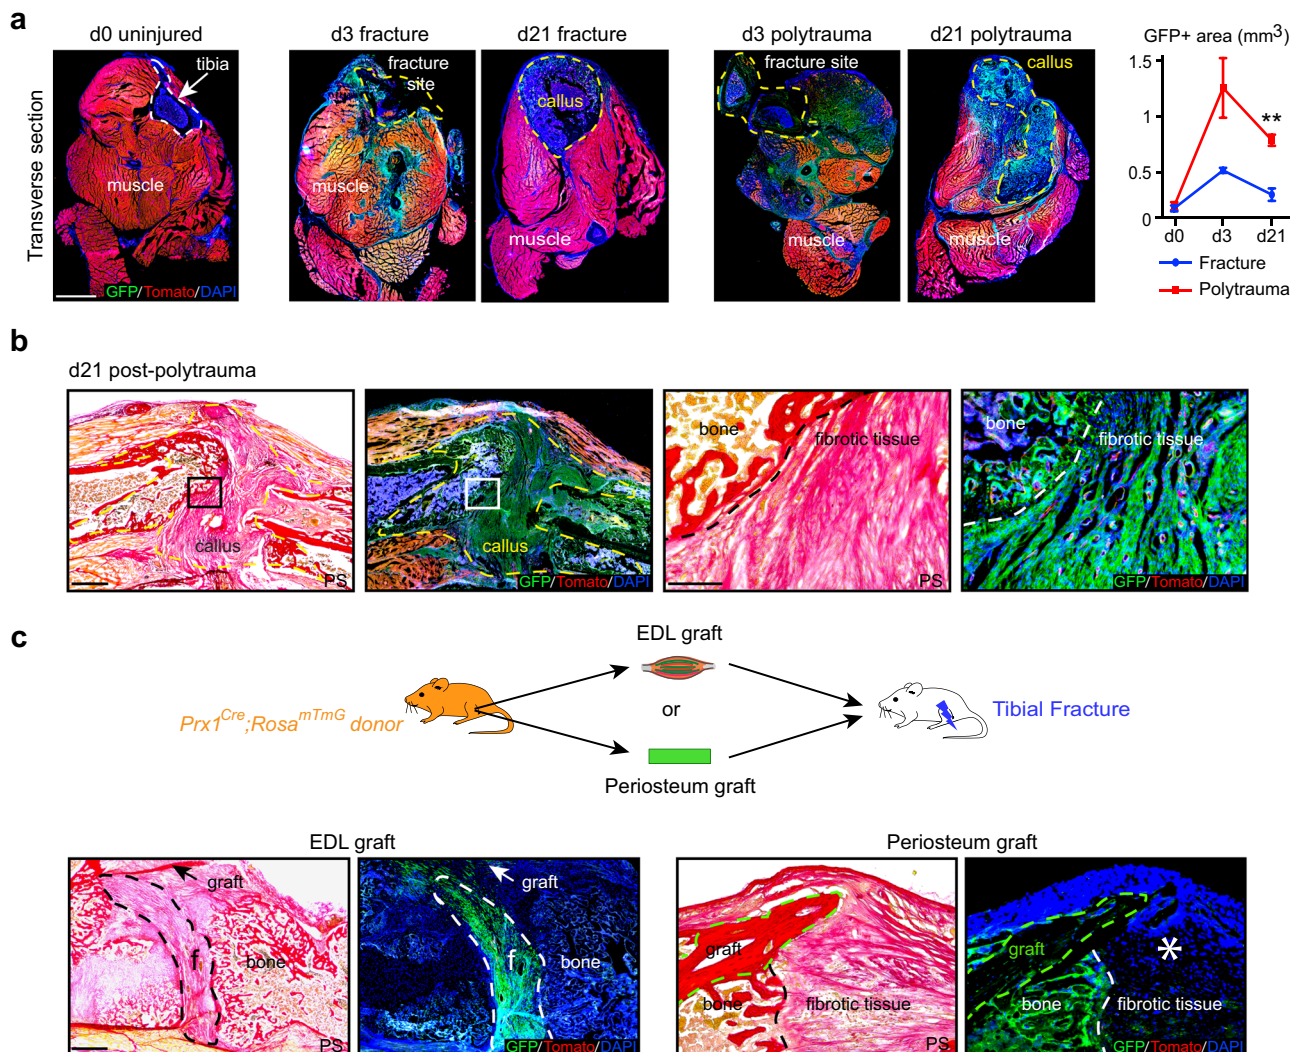 a
d0 uninjured
d3 fracture
d21 fracture
d3 polytrauma
d21 polytrauma
GFP+ area (mm3)
Transverse section
tibia
muscle
GFP/Tomato/DAPI
fracture
site
muscle
callus
muscle
fracture site
muscle
callus
muscle
1.5
1
0.5
0
**
d0
d3
d21
Fracture
Polytrauma
b
d21 post-polytrauma
callus
PS
callus
GFP/Tomato/DAPI
bone
fibrotic tissue
PS
bone
fibrotic tissue
GFP/Tomato/DAPI
c
EDL graft
Prx1Cre;RosamTmG donor
or
Tibial Fracture
Periosteum graft
EDL graft
Periosteum graft
graft
f
bone
PS
graft
f
bone
GFP/Tomato/DAPI
graft
bone
fibrotic tissue
PS
graft
*
bone
fibrotic tissue
GFP/Tomato/DAPI